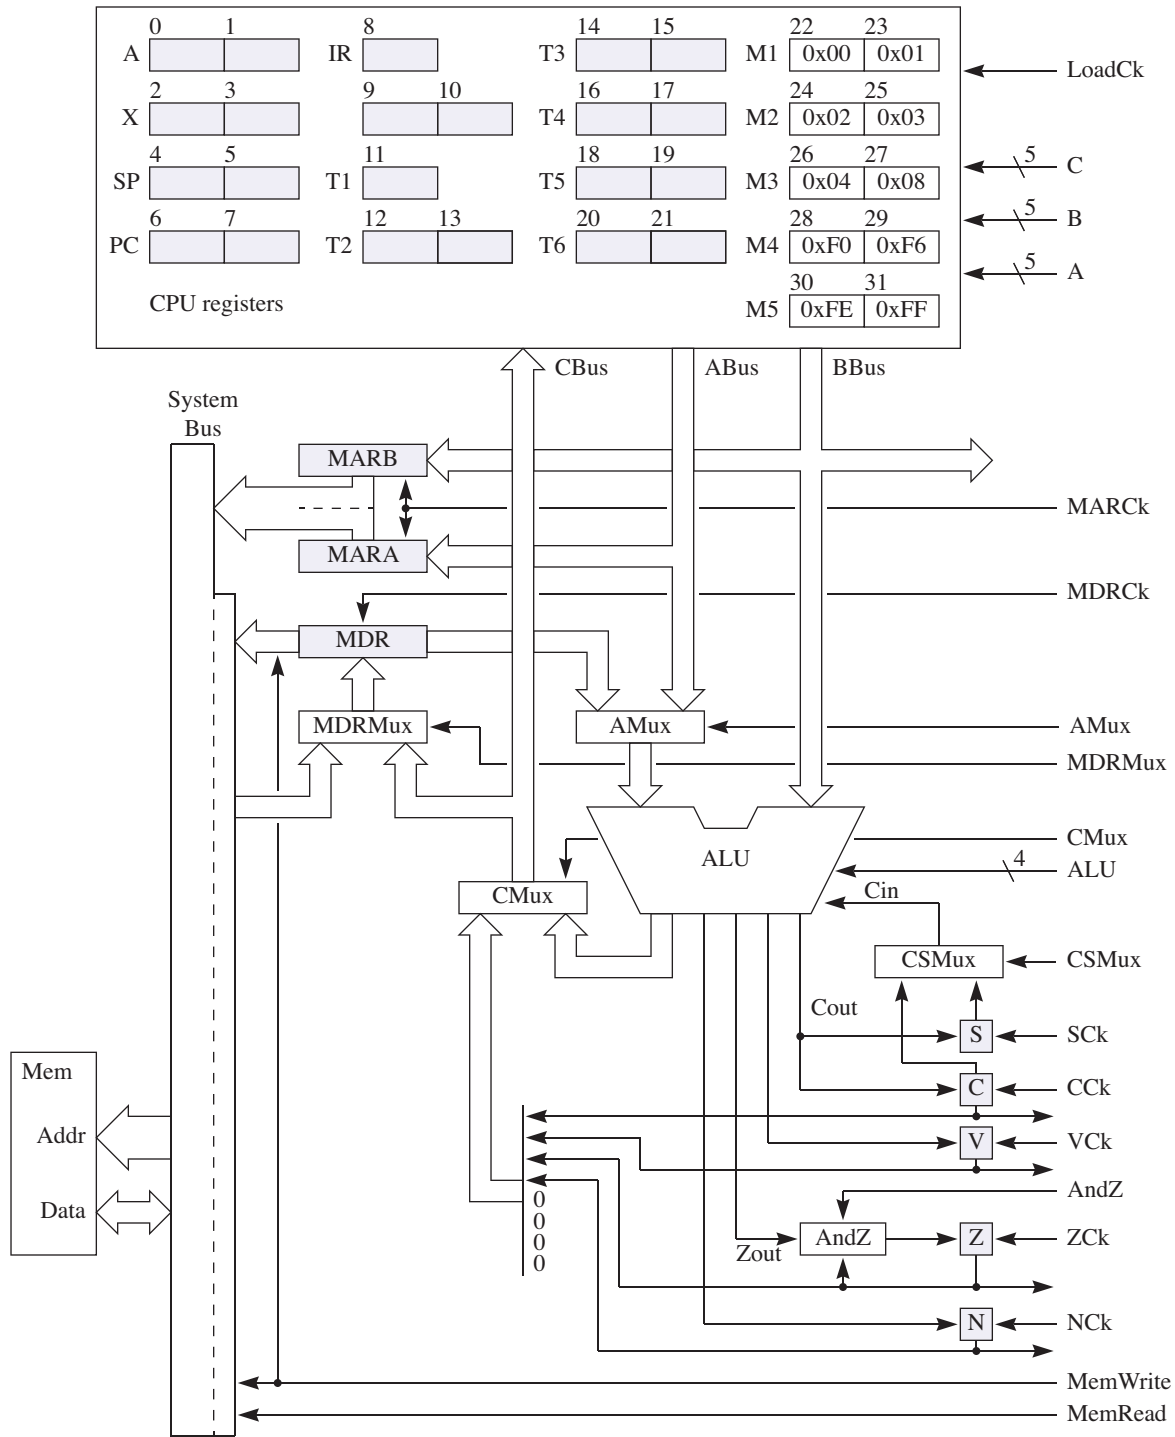 0 1 8 14 15 22 23
A IR T3 M1 0x00 0x01 LoadCk
2 3 9 10 16 17 24 25
X T4 M2 0x02 0x03
4 5 11 18 19 26 27 5
SP T1 T5 M3 0x04 0x08 C
6 7 12 13 20 21 28 29 5
PC T2 T6 M4 0xF0 0xF6 B
5
A
30 31
CPU registers M5 0xFE 0xFF
CBus ABus BBus
System
Bus
MARB
MARCk
MARA
MDRCk
MDR
MDRMux AMux AMux
MDRMux
CMux
ALU 4
ALU
Cin
CMux
CSMux CSMux
Cout
S SCk
Mem
C CCk
Addr V VCk
AndZ
Data 0
0
0
0
AndZ Z ZCk
Zout
N NCk
MemWrite
MemRead